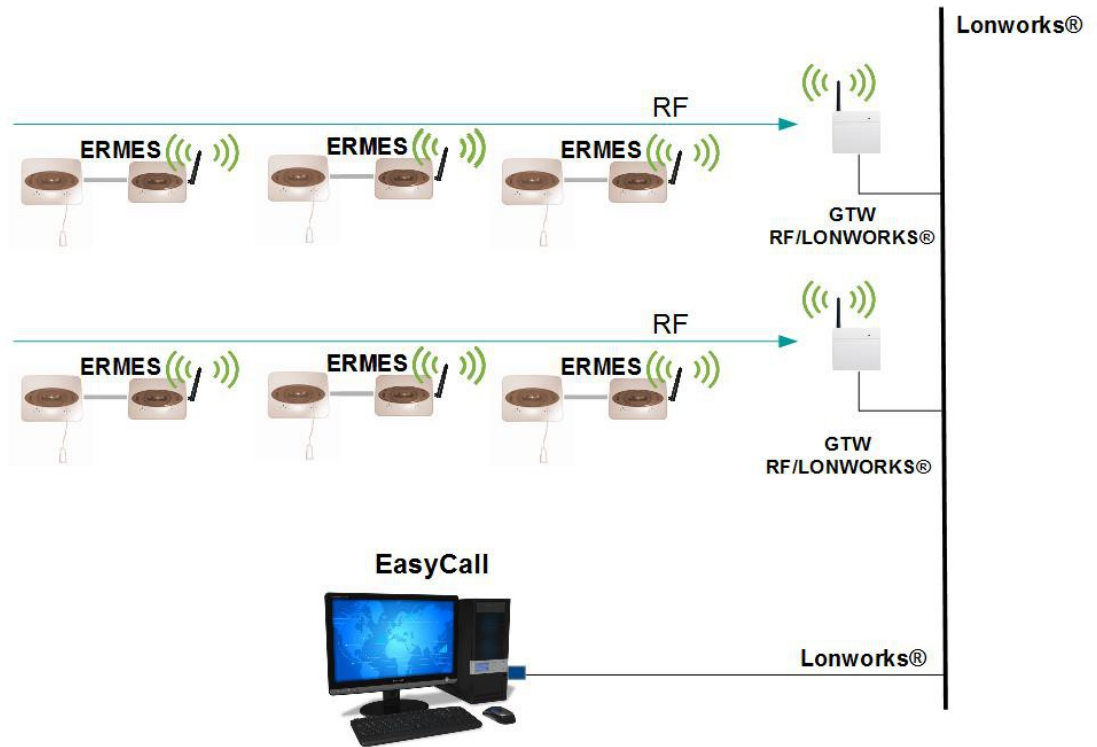 Lonworks®
RF
ERMES
ERMES
ERMES
GTW
RF/LONWORKS®
RF
ERMES
ERMES
ERMES
GTW
RF/LONWORKS®
EasyCall
Lonworks®